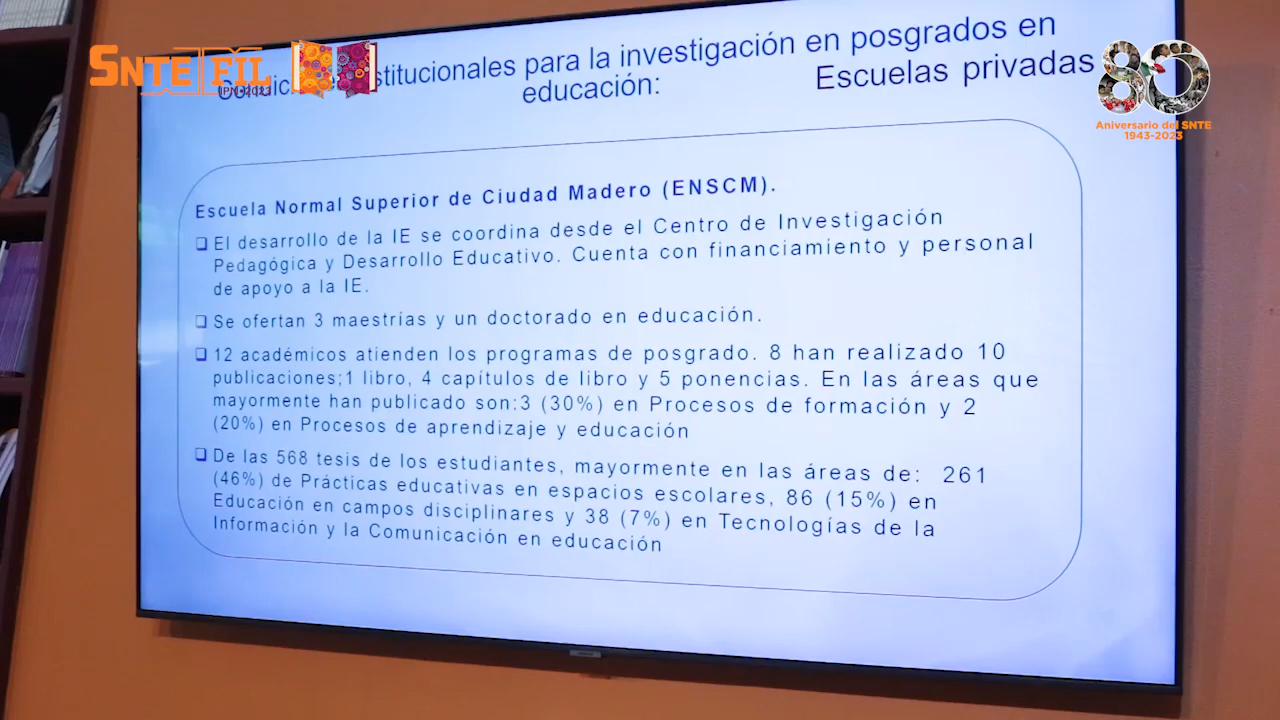 SNTE FIL
IPN•2023
stitucionales para la investigación en posgrados en
educación: Escuelas privadas
80
Aniversario del SNTE
1943-2023
Escuela Normal Superior de Ciudad Madero (ENSCM).
❑ El desarrollo de la IE se coordina desde el Centro de Investigación
Pedagógica y Desarrollo Educativo. Cuenta con financiamiento y personal
de apoyo a la IE.
❑ Se ofertan 3 maestrías y un doctorado en educación.
❑ 12 académicos atienden los programas de posgrado. 8 han realizado 10
publicaciones;1 libro, 4 capítulos de libro y 5 ponencias. En las áreas que
mayormente han publicado son:3 (30%) en Procesos de formación y 2
(20%) en Procesos de aprendizaje y educación
❑ De las 568 tesis de los estudiantes, mayormente en las áreas de: 261
(46%) de Prácticas educativas en espacios escolares, 86 (15%) en
Educación en campos disciplinares y 38 (7%) en Tecnologías de la
Información y la Comunicación en educación